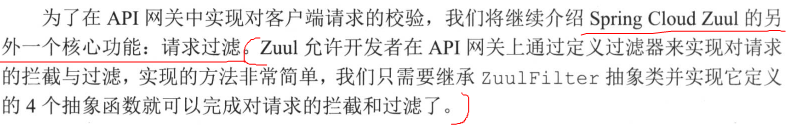 为了在 API 网关中实现对客户端请求的校验，我们将继续介绍 Spring Cloud Zuul 的另
外一个核心功能：请求过滤。Zuul 允许开发者在 API 网关上通过定义过滤器来实现对请求
的拦截与过滤，实现的方法非常简单，我们只需要继承 ZuulFilter 抽象类并实现它定义
的 4 个抽象函数就可以完成对请求的拦截和过滤了。